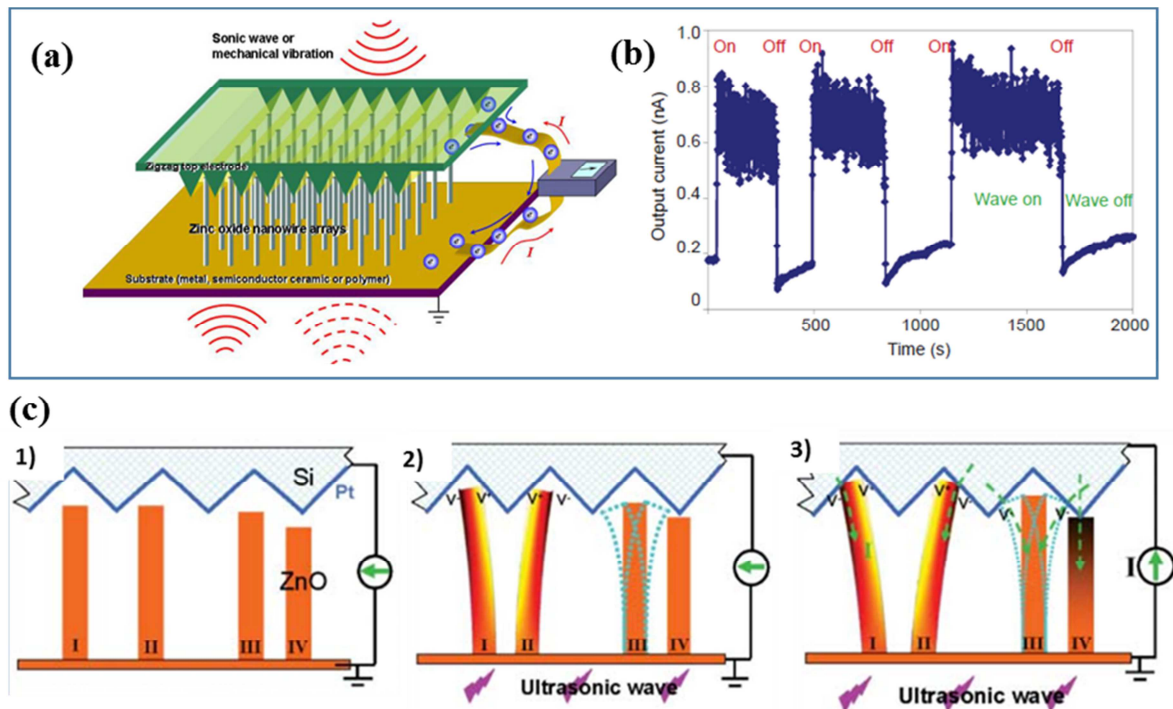 (a)
Sonic wave or
mechanical vibration
Zigzag top electrode
Zinc oxide nanowire arrays
Substrate (metal, semiconductor ceramic or polymer)
e-
I
I
(b)
Output current (nA)
1.0
0.8
0.6
0.4
0.2
0
On Off On Off On Off
Wave on Wave off
500 1000 1500 2000
Time (s)
(c)
1)
Si
Pt
ZnO
I II III IV
2)
V- V+ V+ V-
I II III IV
Ultrasonic wave
3)
V- V+ V+ V- V-
I
I
I II III IV
Ultrasonic wave